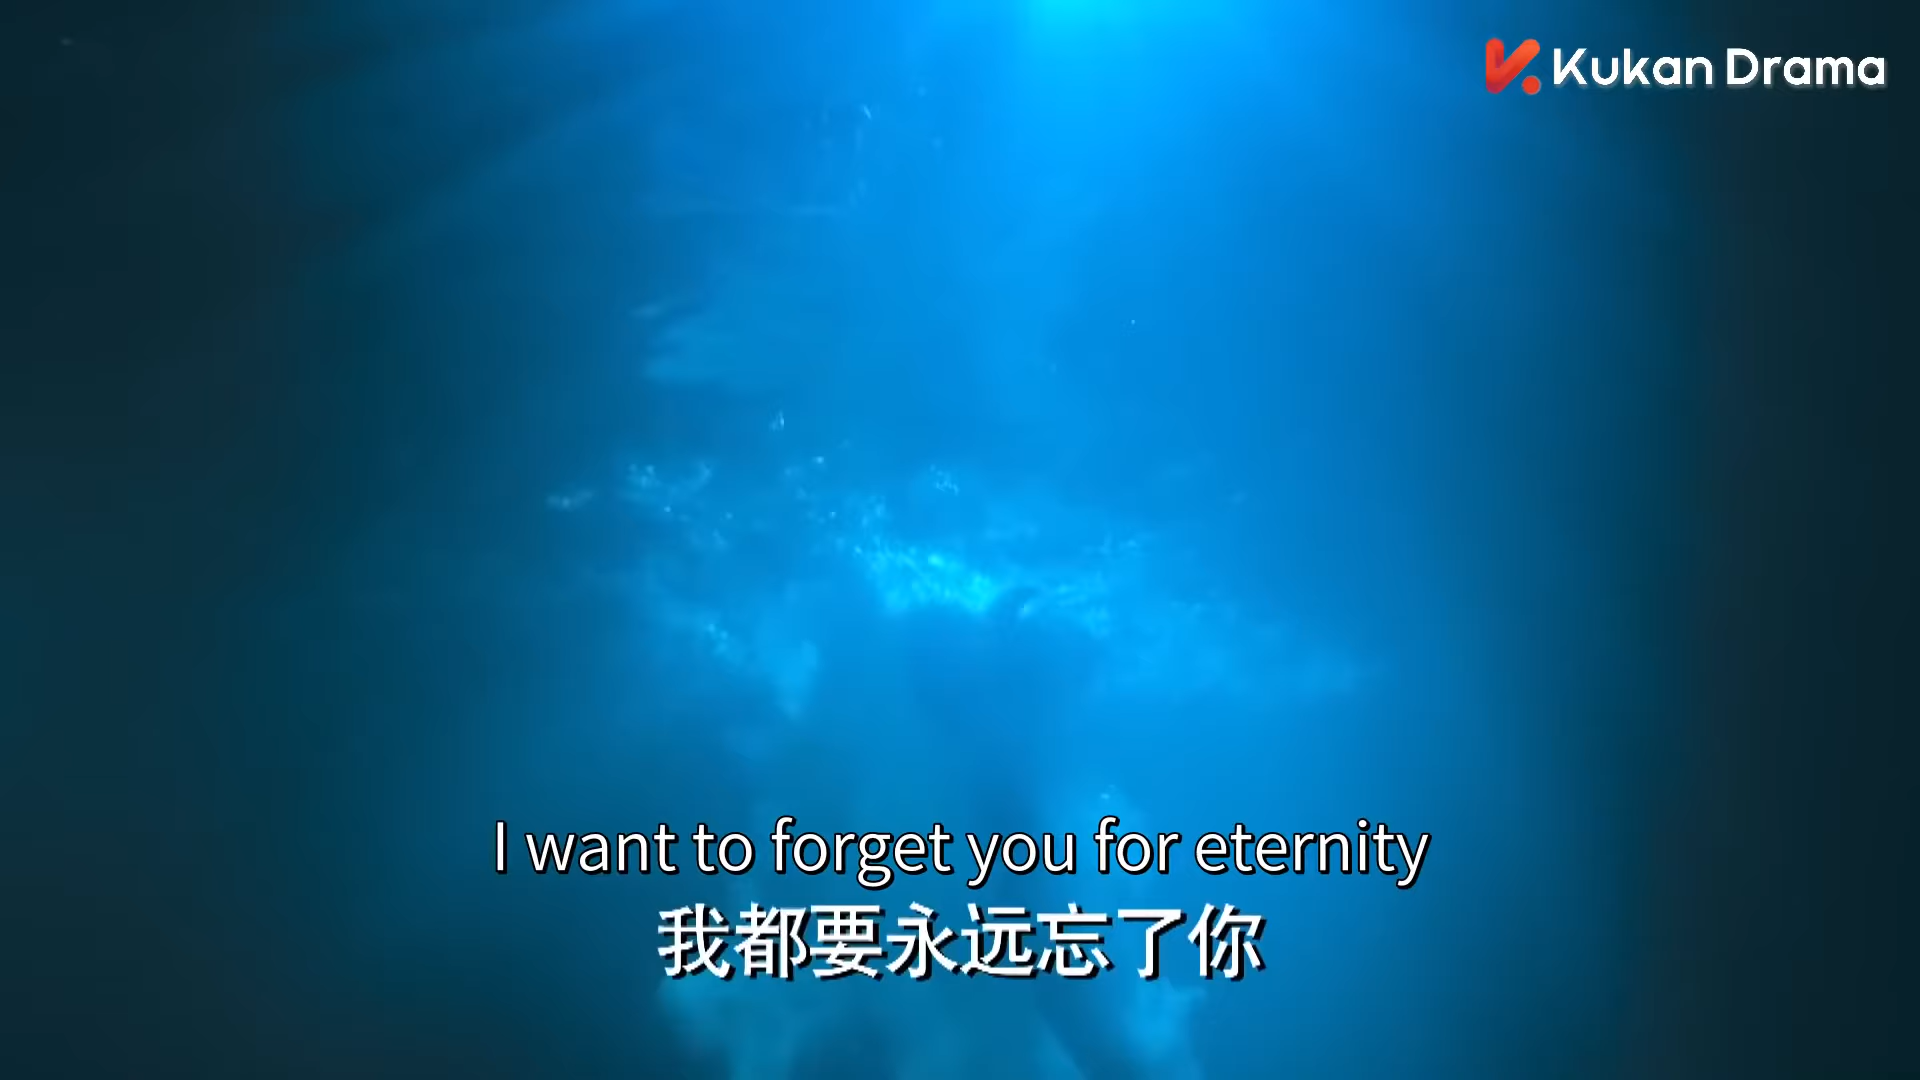 Kukan Drama
I want to forget you for eternity
我都要永远忘了你